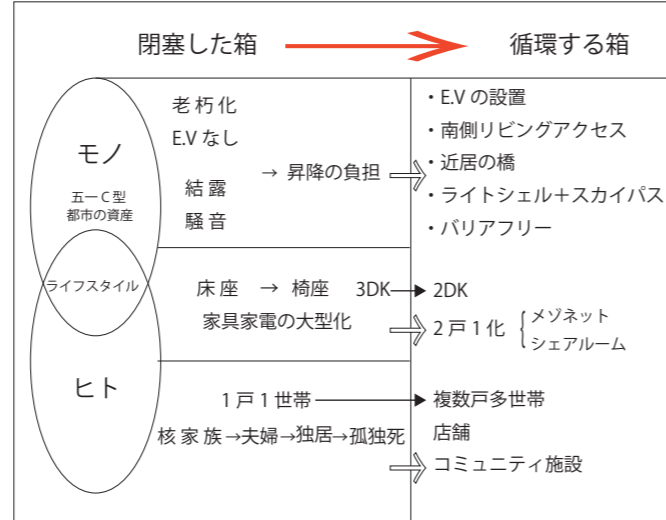 閉塞した箱
循環する箱
モノ
五一C型
都市の資産
ライフスタイル
ヒト
老朽化
E.Vなし
結露
騒音
→ 昇降の負担
・E.Vの設置
・南側リビングアクセス
・近居の橋
・ライトシェル＋スカイパス
・バリアフリー
床座 → 椅座 3DK
2DK
家具家電の大型化
2戸1化
メゾネット
シェアルーム
1戸1世帯
複数戸多世帯
核家族→夫婦→独居→孤独死
店舗
コミュニティ施設